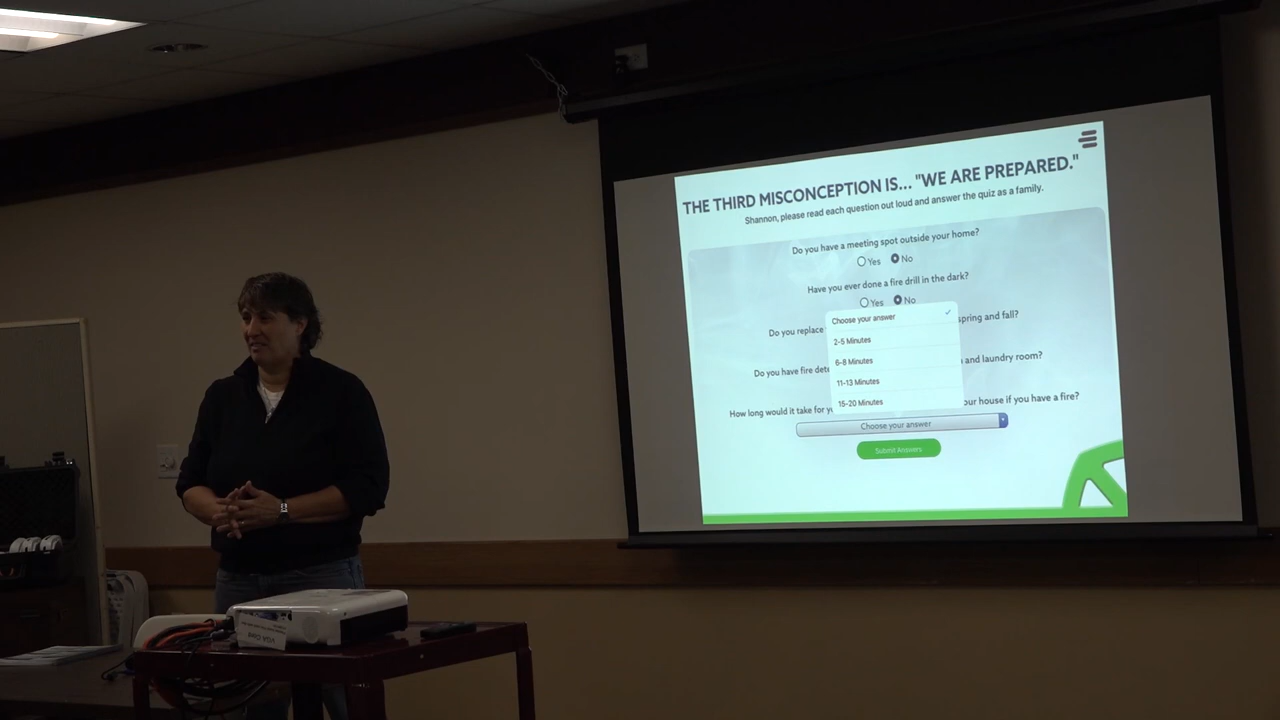 THE THIRD MISCONCEPTION IS... "WE ARE PREPARED."
Shannon, please read each question out loud and answer the quiz as a family.
Do you have a meeting spot outside your home?
Yes No
Have you ever done a fire drill in the dark?
Yes No
Choose your answer
Do you replace spring and fall?
2-5 Minutes
6-8 Minutes
Do you have fire and laundry room?
11-13 Minutes
15-20 Minutes
How long would it take for our house if you have a fire?
Choose your answer
Submit Answers
VGA Cord